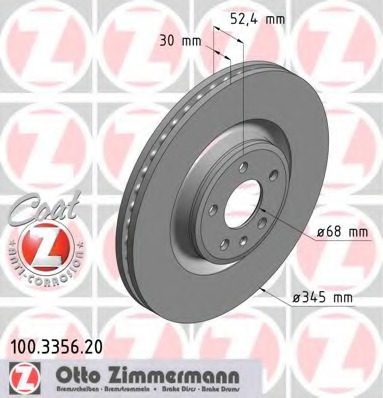 52,4 mm
30 mm
Coat
Z
ANTI-CORROSION
ø68 mm
ø345 mm
100.3356.20
Z
Otto Zimmermann
Bremsscheiben • Bremstrommeln • Brake Discs • Brake Drums